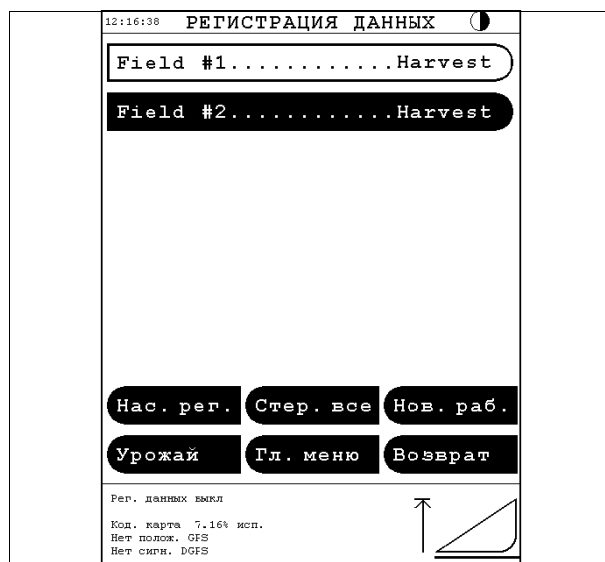 12:16:38 РЕГИСТРАЦИЯ ДАННЫХ
Field #1............Harvest
Field #2............Harvest
Нас. рег. Стер. все Нов. раб.
Урожай Гл. меню Возврат
Рег. данных выкл
Код. карта 7.16% исп.
Нет полож. GPS
Нет сигн. DGPS